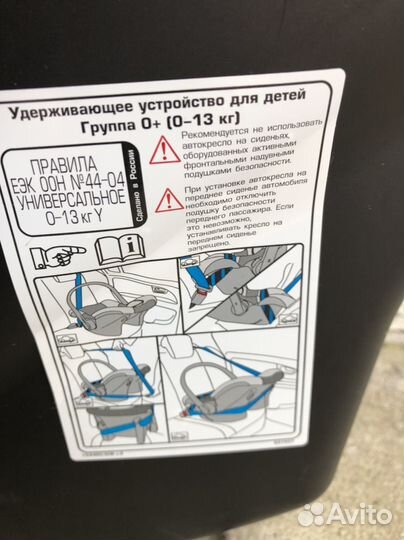 Удерживающее устройство для детей
Группа 0+ (0-13 кг)
ПРАВИЛА
ЕЭК ООН №44-04
УНИВЕРСАЛЬНОЕ
0-13 кг Y
Сделано в России
Рекомендуется не использовать
автокресло на сиденьях,
оборудованных активными
фронтальными надувными
подушками безопасности.
При установке автокресла на
переднее сиденье автомобиля
необходимо отключить
подушку безопасности
переднего пассажира. Если
это невозможно,
устанавливать кресло на
переднем сиденье
запрещено.
Avito